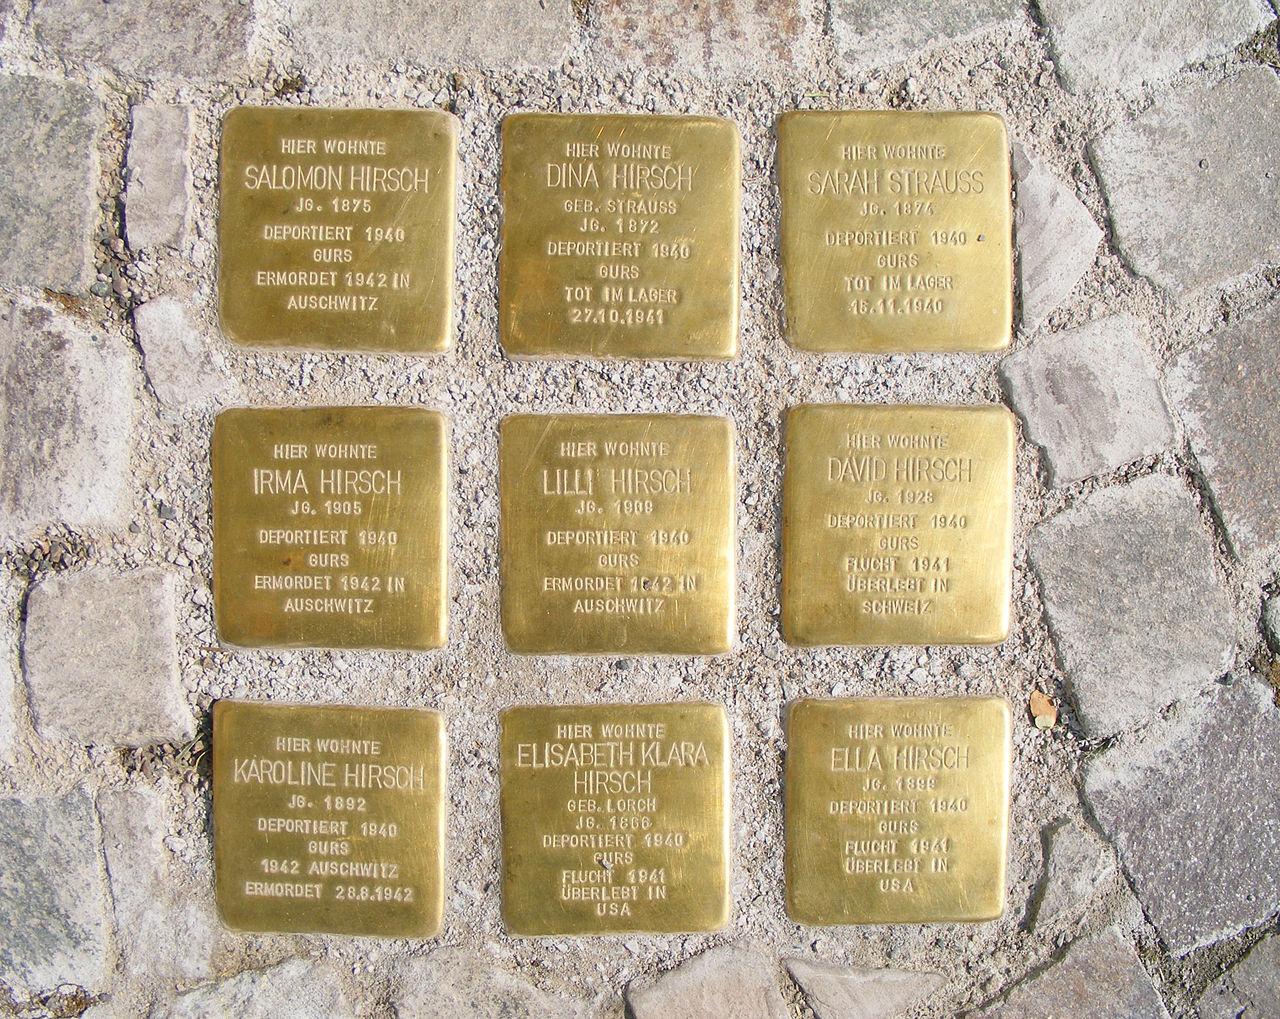 HIER WOHNTE
SALOMON HIRSCH
JG. 1875
DEPORTIERT 1940
GURS
ERMORDET 1942 IN
AUSCHWITZ
HIER WOHNTE
DINA HIRSCH
GEB. STRAUSS
JG. 1872
DEPORTIERT 1940
GURS
TOT IM LAGER
27.10.1941
HIER WOHNTE
SARAH STRAUSS
JG. 1874
DEPORTIERT 1940
GURS
TOT IM LAGER
15.11.1940
HIER WOHNTE
IRMA HIRSCH
JG. 1905
DEPORTIERT 1940
GURS
ERMORDET 1942 IN
AUSCHWITZ
HIER WOHNTE
LILLI HIRSCH
JG. 1909
DEPORTIERT 1940
GURS
ERMORDET 1942 IN
AUSCHWITZ
HIER WOHNTE
DAVID HIRSCH
JG. 1928
DEPORTIERT 1940
GURS
FLUCHT 1941
ÜBERLEBT IN
SCHWEIZ
HIER WOHNTE
KAROLINE HIRSCH
JG. 1892
DEPORTIERT 1940
GURS
1942 AUSCHWITZ
ERMORDET 28.8.1942
HIER WOHNTE
ELISABETH KLARA
HIRSCH
GEB. LORCH
JG. 1866
DEPORTIERT 1940
GURS
FLUCHT 1941
ÜBERLEBT IN
USA
HIER WOHNTE
ELLA HIRSCH
JG. 1899
DEPORTIERT 1940
GURS
FLUCHT 1941
ÜBERLEBT IN
USA